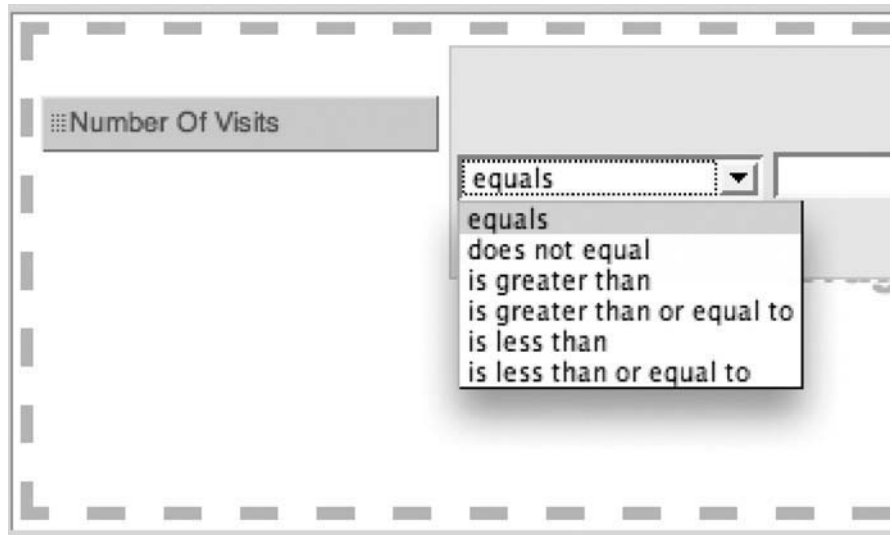 Number Of Visits
equals
equals
does not equal
is greater than
is greater than or equal to
is less than
is less than or equal to